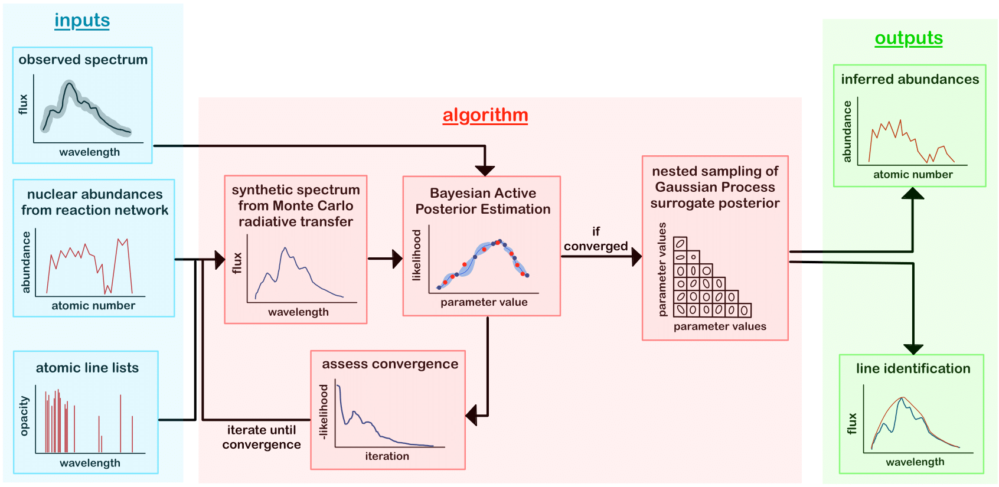 inputs
observed spectrum
flux
wavelength
nuclear abundances
from reaction network
abundance
atomic number
atomic line lists
opacity
wavelength
algorithm
synthetic spectrum
from Monte Carlo
radiative transfer
flux
wavelength
Bayesian Active
Posterior Estimation
likelihood
parameter value
assess convergence
-likelihood
iteration
iterate until
convergence
if
converged
nested sampling of
Gaussian Process
surrogate posterior
parameter values
parameter values
outputs
inferred abundances
abundance
atomic number
line identification
flux
wavelength